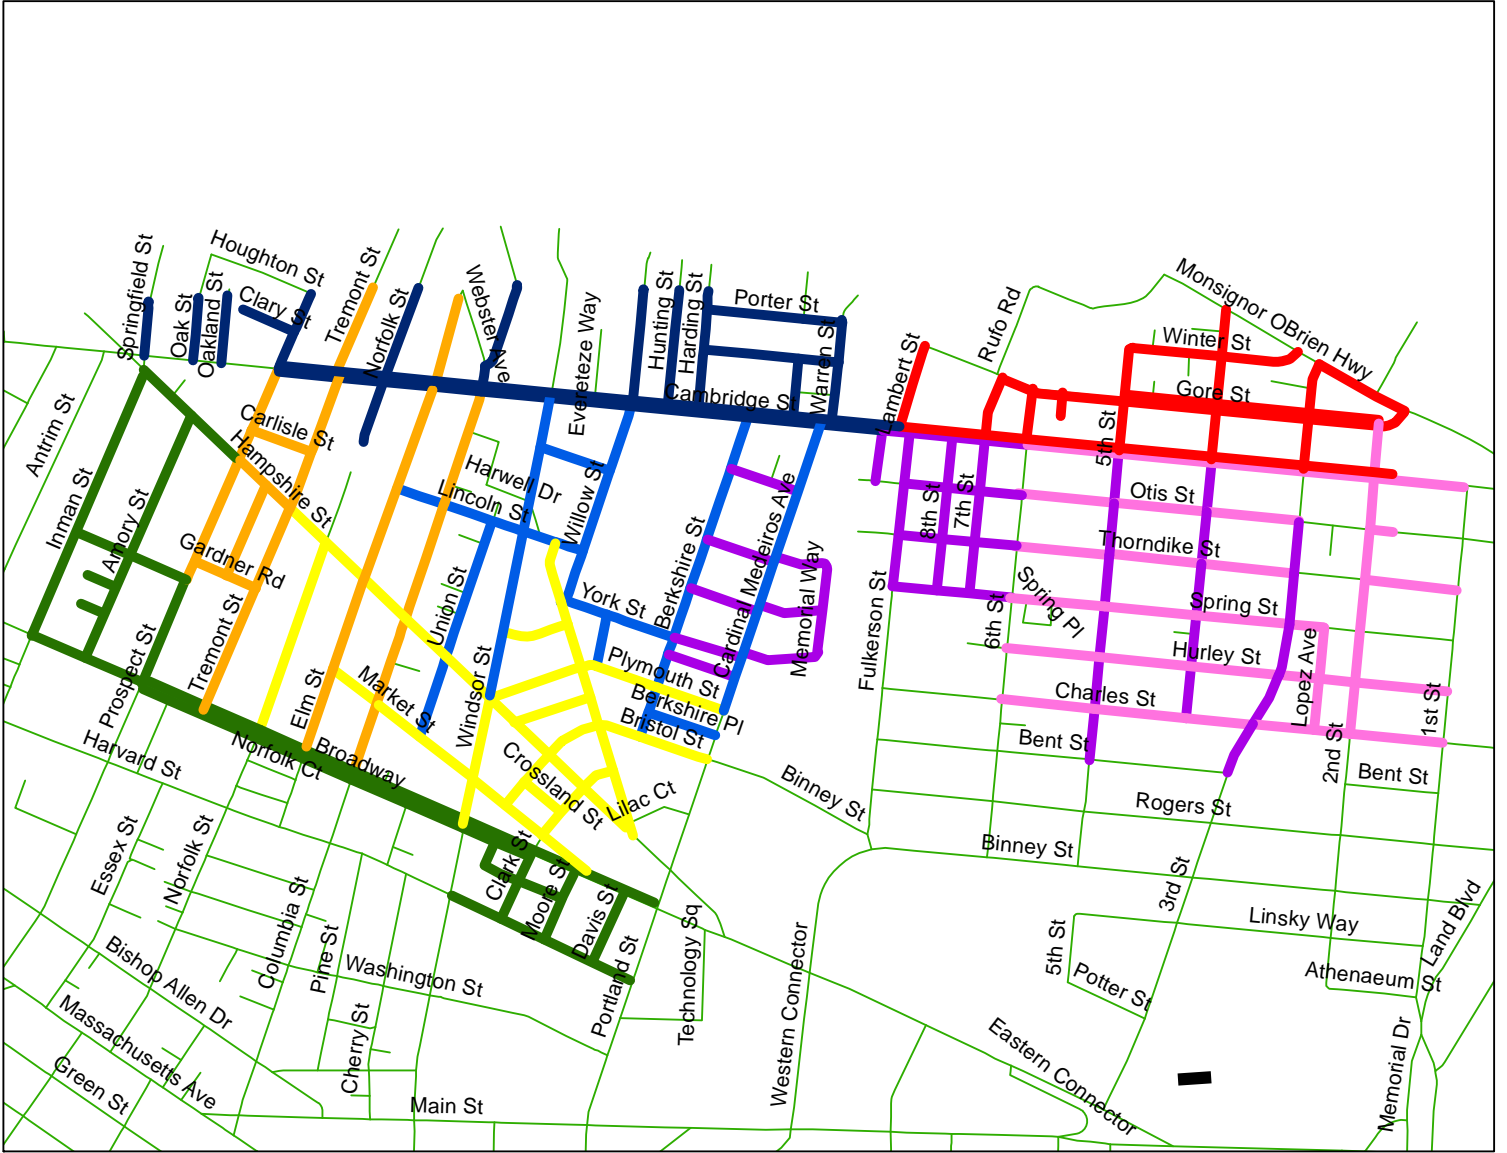 Springfield St
Oak St
Oakland St
Houghton St
Clary St
Tremont St
Norfolk St
Webster Ave
Evereteze Way
Hunting St
Harding St
Porter St
Warren St
Cambridge St
Lambert St
Rufo Rd
Monsignor OBrien Hwy
Winter St
Gore St
5th St
Antrim St
Inman St
Amory St
Carlisle St
Hampshire St
Gardner Rd
Harwell Dr
Lincoln St
Willow St
Berkshire St
Cardinal Medeiros Ave
Memorial Way
York St
Union St
Windsor St
Plymouth St
Berkshire Pl
Bristol St
Prospect St
Tremont St
Elm St
Market St
Broadway
Norfolk Ct
Crossland St
Lilac Ct
8th St
7th St
Otis St
Thorndike St
Spring St
Spring Pl
6th St
Fulkerson St
Hurley St
Charles St
Lopez Ave
Bent St
2nd St
1st St
Bent St
Rogers St
Binney St
Binney St
Harvard St
Essex St
Norfolk St
Columbia St
Pine St
Cherry St
Washington St
Clark St
Moore St
Davis St
Portland St
Technology Sq
Western Connector
3rd St
5th St
Linsky Way
Land Blvd
Athenaeum St
Potter St
Eastern Connector
Memorial Dr
Bishop Allen Dr
Massachusetts Ave
Green St
Main St